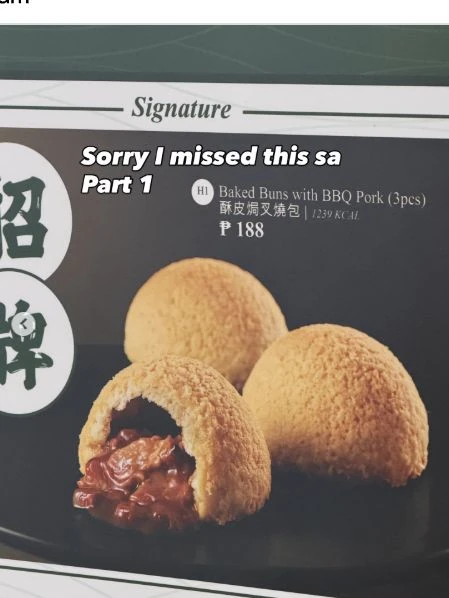 Signature
Sorry I missed this sa
Part 1
H1 Baked Buns with BBQ Pork (3pcs)
酥皮焗叉燒包 | 1239 KCAL
₱ 188
招
牌